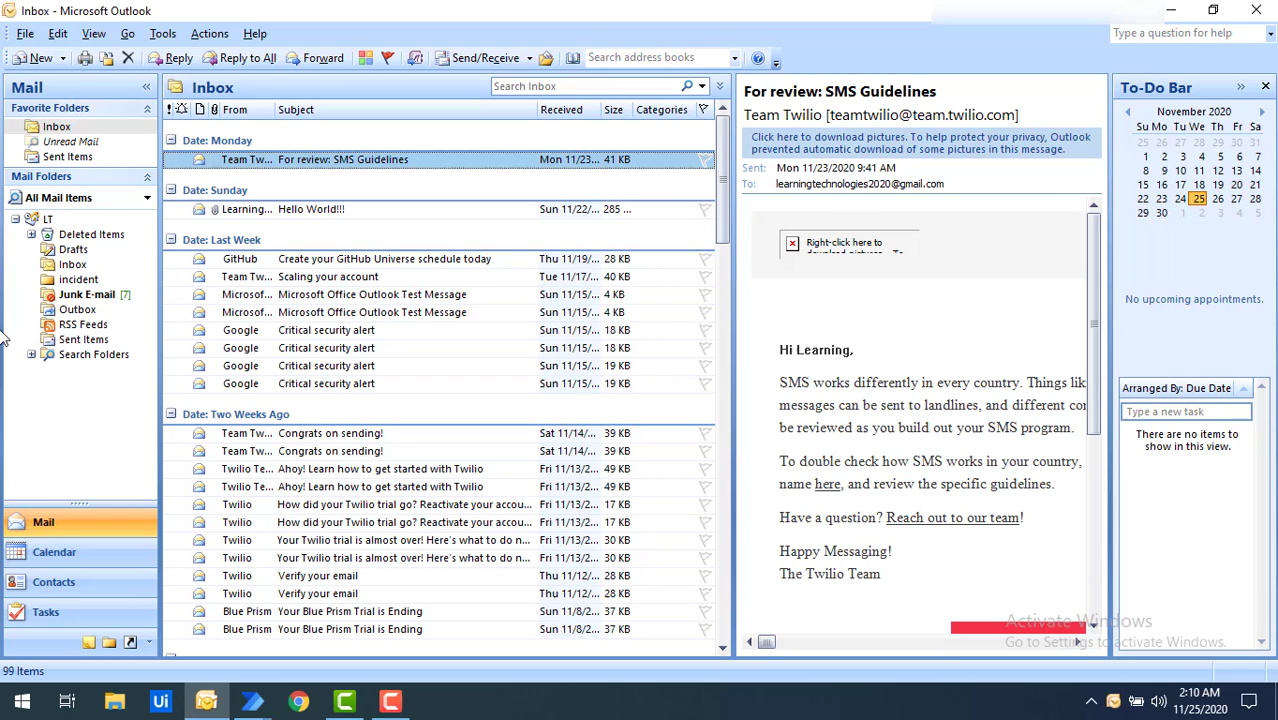 Inbox - Microsoft Outlook
File Edit View Go Tools Actions Help
Type a question for help
New Reply Reply to All Forward Send/Receive Search address books
Mail «
Favorite Folders
Inbox
Unread Mail
Sent Items
Mail Folders
All Mail Items
LT
Deleted Items
Drafts
Inbox
incident
Junk E-mail [7]
Outbox
RSS Feeds
Sent Items
Search Folders
Mail
Calendar
Contacts
Tasks
Inbox
Search Inbox
! From Subject Received Size Categories
Date: Monday
Team Tw... For review: SMS Guidelines Mon 11/23... 41 KB
Date: Sunday
Learning... Hello World!!! Sun 11/22/... 285 ...
Date: Last Week
GitHub Create your GitHub Universe schedule today Thu 11/19/... 28 KB
Team Tw... Scaling your account Tue 11/17/... 40 KB
Microsof... Microsoft Office Outlook Test Message Sun 11/15/... 4 KB
Microsof... Microsoft Office Outlook Test Message Sun 11/15/... 4 KB
Google Critical security alert Sun 11/15/... 18 KB
Google Critical security alert Sun 11/15/... 18 KB
Google Critical security alert Sun 11/15/... 19 KB
Google Critical security alert Sun 11/15/... 19 KB
Date: Two Weeks Ago
Team Tw... Congrats on sending! Sat 11/14/... 39 KB
Team Tw... Congrats on sending! Sat 11/14/... 39 KB
Twilio Te... Ahoy! Learn how to get started with Twilio Fri 11/13/2... 29 KB
Twilio Te... Ahoy! Learn how to get started with Twilio Fri 11/13/2... 29 KB
Twilio How did your Twilio trial go? Reactivate your accou... Fri 11/13/2... 17 KB
Twilio How did your Twilio trial go? Reactivate your accou... Fri 11/13/2... 17 KB
Twilio Your Twilio trial is almost over! Here's what to do n... Fri 11/13/2... 30 KB
Twilio Your Twilio trial is almost over! Here's what to do n... Fri 11/13/2... 30 KB
Twilio Verify your email Thu 11/12/... 28 KB
Twilio Verify your email Thu 11/12/... 28 KB
Blue Prism Your Blue Prism Trial is Ending Sun 11/8/2... 37 KB
Blue Prism Your Blue Prism Trial is Ending Sun 11/8/2... 37 KB
For review: SMS Guidelines
Team Twilio [teamtwilio@team.twilio.com]
Click here to download pictures. To help protect your privacy, Outlook
prevented automatic download of some pictures in this message.
Sent: Mon 11/23/2020 9:41 AM
To: learningtechnologies2020@gmail.com
Right-click here to
Hi Learning,
SMS works differently in every country. Things lik
messages can be sent to landlines, and different cor
be reviewed as you build out your SMS program.
To double check how SMS works in your country,
name here, and review the specific guidelines.
Have a question? Reach out to our team!
Happy Messaging!
The Twilio Team
To-Do Bar »
November 2020
Su Mo Tu We Th Fr Sa
25 26 27 28 29 30 31
1 2 3 4 5 6 7
8 9 10 11 12 13 14
15 16 17 18 19 20 21
22 23 24 25 26 27 28
29 30 1 2 3 4 5
No upcoming appointments.
Arranged By: Due Date
Type a new task
There are no items to
show in this view.
Activate Windows
Go to Settings to activate Windows.
99 Items
Ui
C
C
2:10 AM
11/25/2020